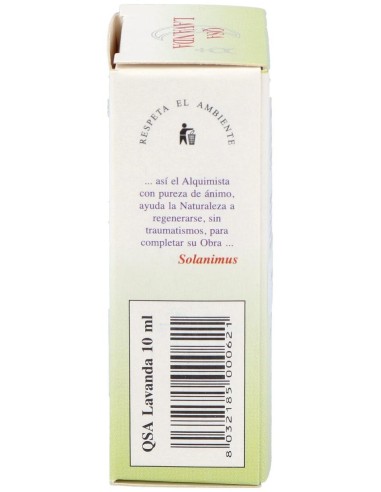 QSA
LAVANDA
RESPETA EL AMBIENTE
... así el Alquimista
con pureza de ánimo,
ayuda la Naturaleza a
regenerarse, sin
traumatismos, para
completar su Obra ...
Solanimus
QSA Lavanda 10 ml
8032185000621